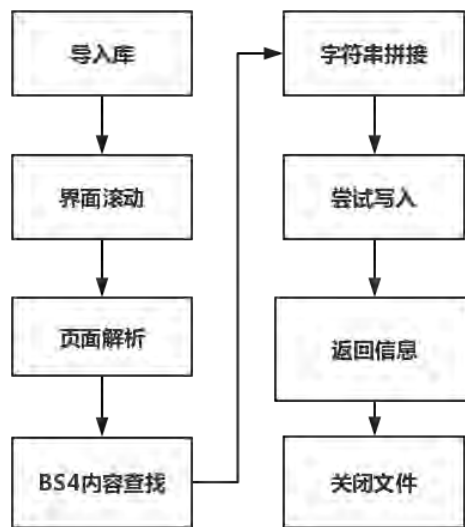 导入库
界面滚动
页面解析
BS4内容查找
字符串拼接
尝试写入
返回信息
关闭文件